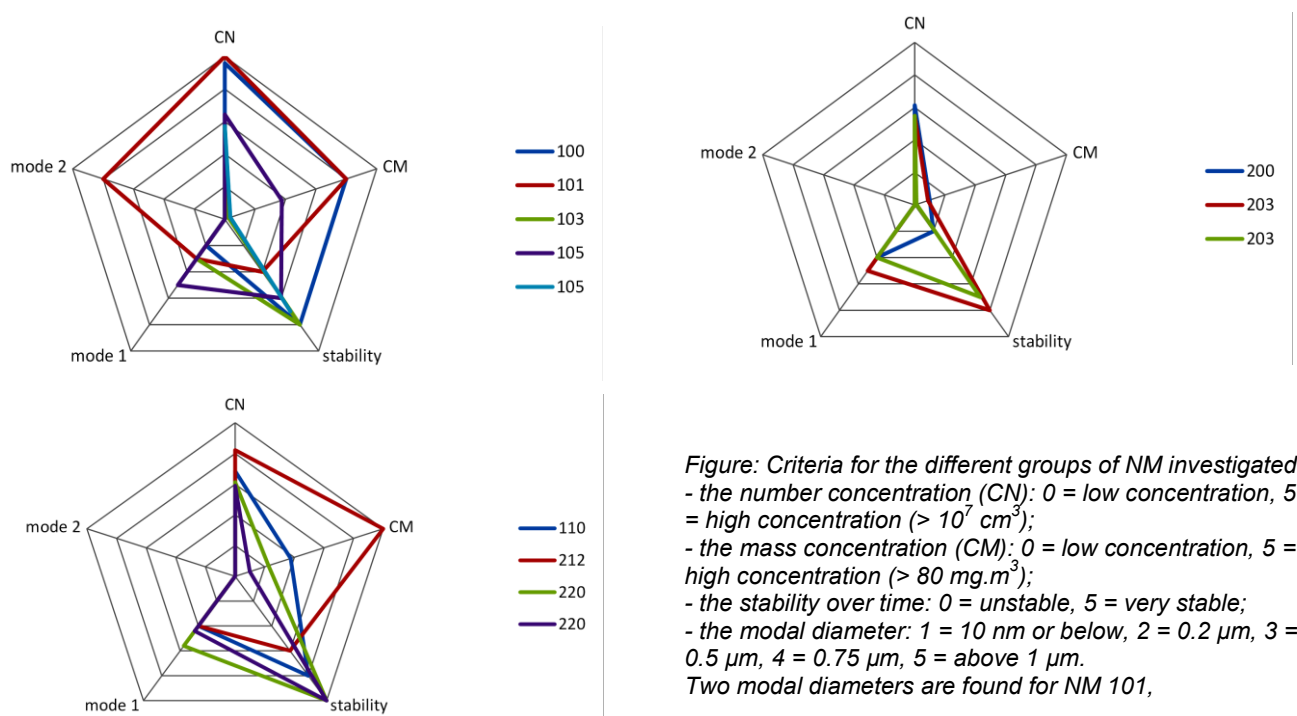 CN
CM
stability
mode 1
mode 2
100
101
103
105
105
CN
CM
stability
mode 1
mode 2
200
203
203
CN
CM
stability
mode 1
mode 2
110
212
220
220
Figure: Criteria for the different groups of NM investigated
- the number concentration (CN): 0 = low concentration, 5
= high concentration (> 10⁷ cm³);
- the mass concentration (CM): 0 = low concentration, 5 =
high concentration (> 80 mg.m³);
- the stability over time: 0 = unstable, 5 = very stable;
- the modal diameter: 1 = 10 nm or below, 2 = 0.2 µm, 3 =
0.5 µm, 4 = 0.75 µm, 5 = above 1 µm.
Two modal diameters are found for NM 101,